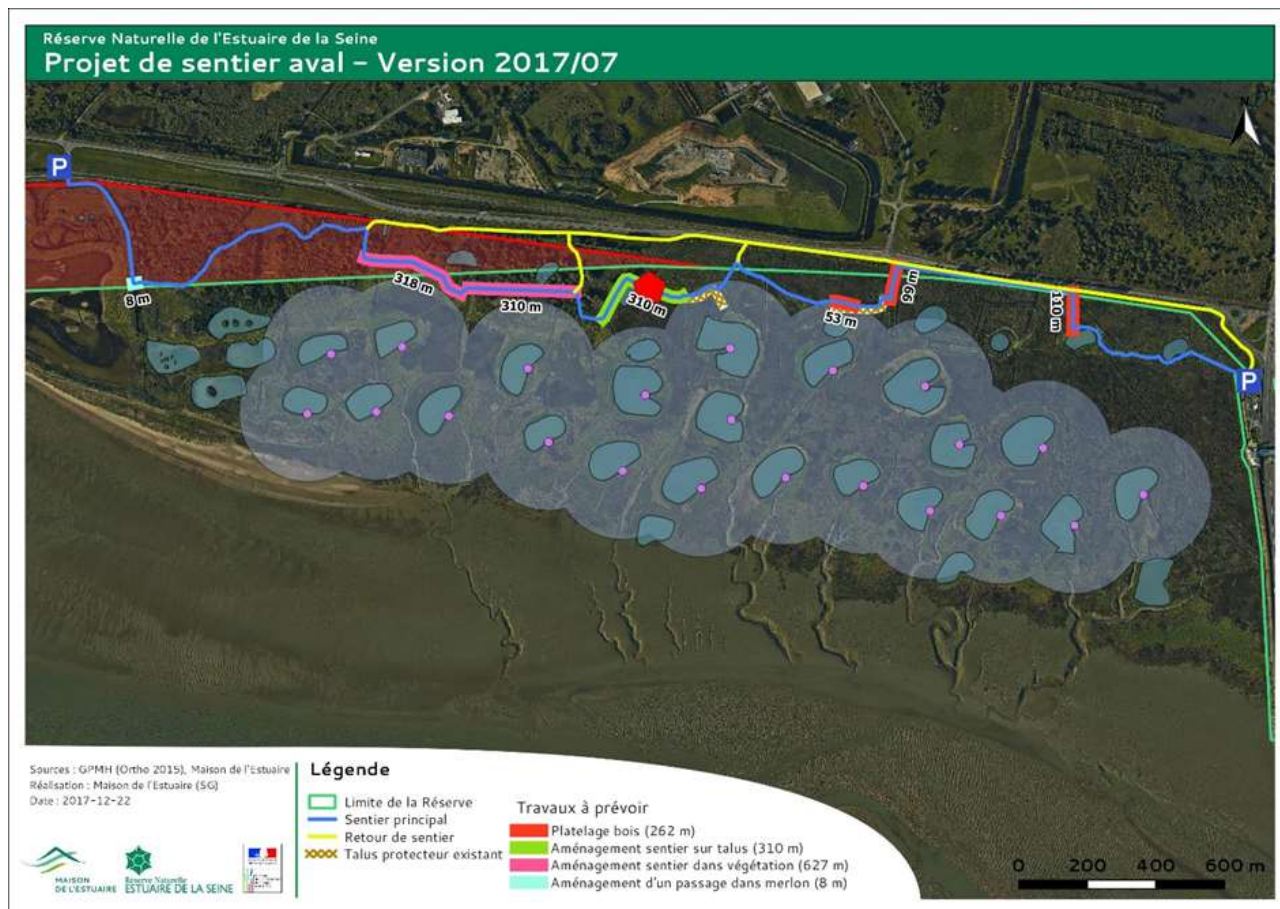 Réserve Naturelle de l'Estuaire de la Seine
Projet de sentier aval – Version 2017/07
N
P
8 m
318 m
310 m
310 m
53 m
99 m
110 m
P
Sources : GPMH (Ortho 2015), Maison de l'Estuaire
Réalisation : Maison de l'Estuaire (SG)
Date : 2017-12-22
MAISON
DE L'ESTUAIRE
Réserve Naturelle
ESTUAIRE DE LA SEINE
Légende
Limite de la Réserve
Sentier principal
Retour de sentier
Talus protecteur existant
Travaux à prévoir
Platelage bois (262 m)
Aménagement sentier sur talus (310 m)
Aménagement sentier dans végétation (627 m)
Aménagement d'un passage dans merlon (8 m)
0 200 400 600 m